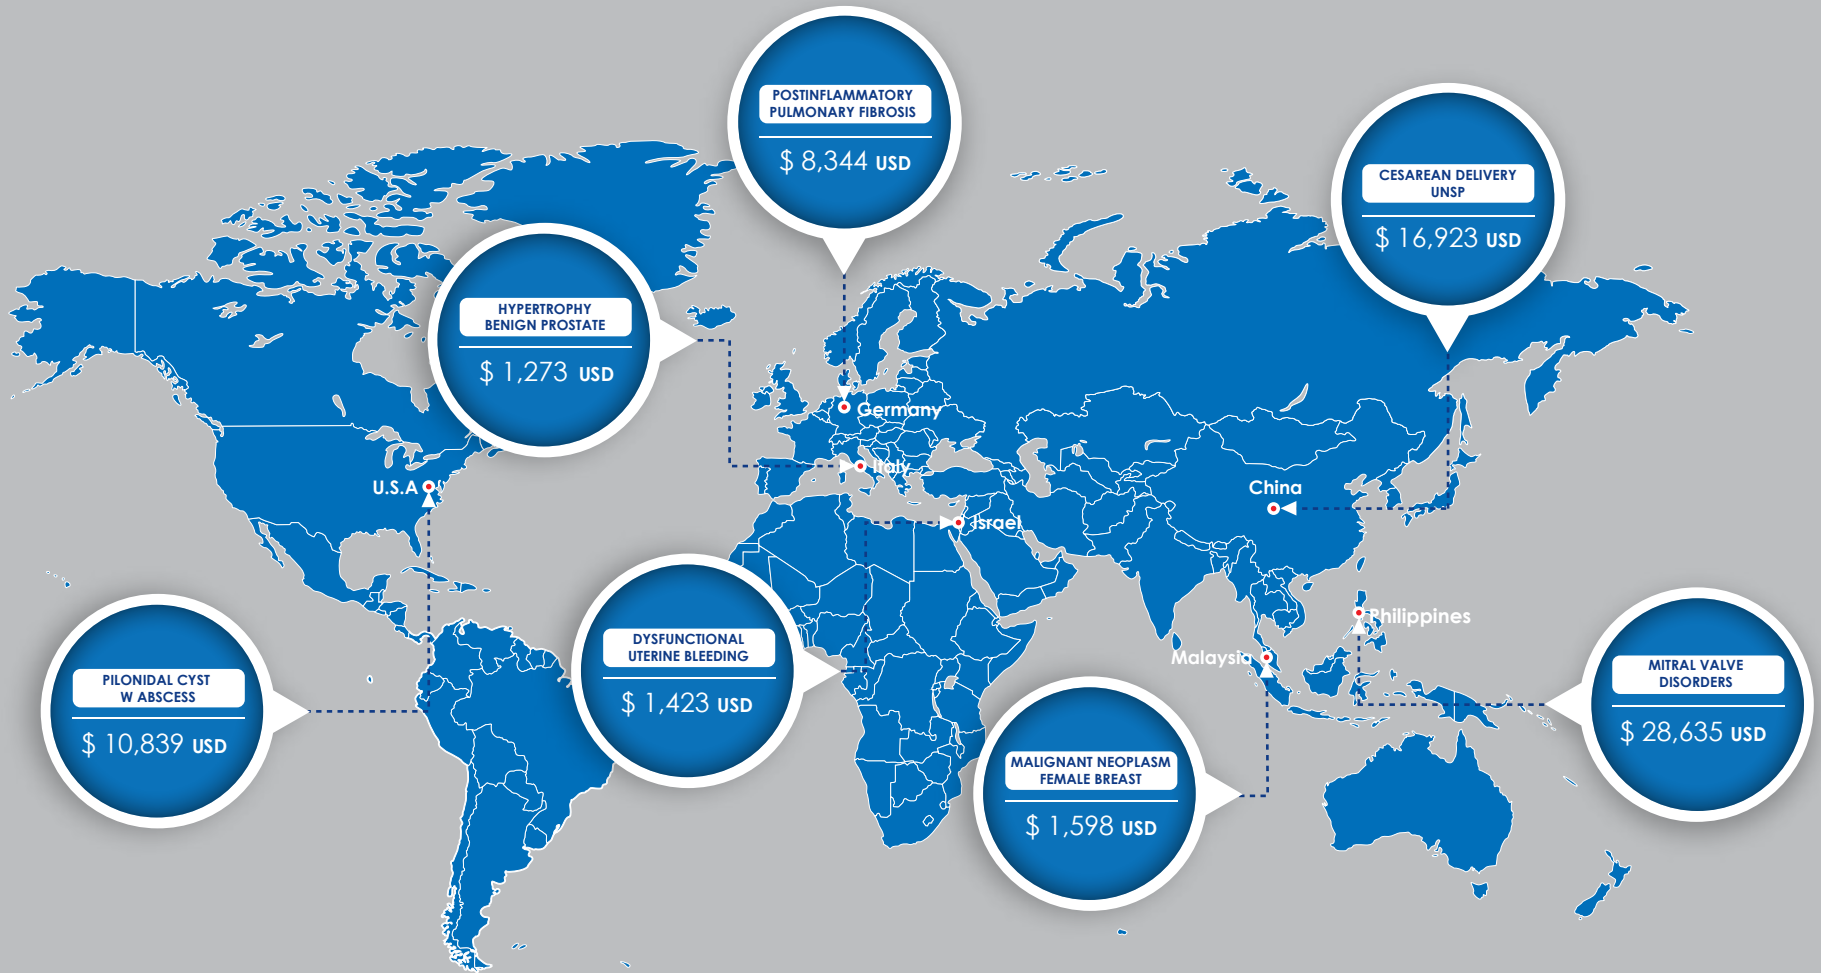 POSTINFLAMMATORY
PULMONARY FIBROSIS
$ 8,344 USD
CESAREAN DELIVERY
UNSP
$ 16,923 USD
HYPERTROPHY
BENIGN PROSTATE
$ 1,273 USD
Germany
Italy
U.S.A
China
Israel
Philippines
Malaysia
PILONIDAL CYST
W ABSCESS
$ 10,839 USD
DYSFUNCTIONAL
UTERINE BLEEDING
$ 1,423 USD
MITRAL VALVE
DISORDERS
$ 28,635 USD
MALIGNANT NEOPLASM
FEMALE BREAST
$ 1,598 USD